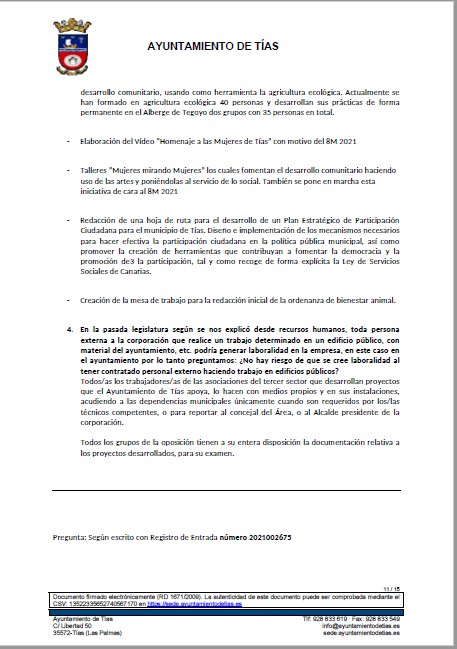 AYUNTAMIENTO DE TÍAS
desarrollo comunitario, usando como herramienta la agricultura ecológica. Actualmente se
han formado en agricultura ecológica 40 personas y desarrollan sus prácticas de forma
permanente en el Alberge de Tegoyo dos grupos con 35 personas en total.
- Elaboración del Vídeo "Homenaje a las Mujeres de Tías" con motivo del 8M 2021
- Talleres "Mujeres mirando Mujeres" los cuales fomentan el desarrollo comunitario haciendo
uso de las artes y poniéndolas al servicio de lo social. También se pone en marcha esta
iniciativa de cara al 8M 2021
- Redacción de una hoja de ruta para el desarrollo de un Plan Estratégico de Participación
Ciudadana para el municipio de Tías. Diseño e implementación de los mecanismos necesarios
para hacer efectiva la participación ciudadana en la política pública municipal, así como
promover la creación de herramientas que contribuyan a fomentar la democracia y la
promoción de3 la participación, tal y como recoge de forma explícita la Ley de Servicios
Sociales de Canarias.
- Creación de la mesa de trabajo para la redacción inicial de la ordenanza de bienestar animal.
4. En la pasada legislatura según se nos explicó desde recursos humanos, toda persona
externa a la corporación que realice un trabajo determinado en un edificio público, con
material del ayuntamiento, etc. podría generar laboralidad en la empresa, en este caso en
el ayuntamiento por lo tanto preguntamos: ¿No hay riesgo de que se cree laboralidad al
tener contratado personal externo haciendo trabajo en edificios públicos?
Todos/as los trabajadores/as de las asociaciones del tercer sector que desarrollan proyectos
que el Ayuntamiento de Tías apoya, lo hacen con medios propios y en sus instalaciones,
acudiendo a las dependencias municipales únicamente cuando son requeridos por los/las
técnicos competentes, o para reportar al concejal del Área, o al Alcalde presidente de la
corporación.
Todos los grupos de la oposición tienen a su entera disposición la documentación relativa a
los proyectos desarrollados, para su examen.
Pregunta: Según escrito con Registro de Entrada número 2021002675
11 / 15
Documento firmado electrónicamente (RD 1671/2009). La autenticidad de este documento puede ser comprobada mediante el
CSV: 13522335652740567170 en https://sede.ayuntamientodetias.es
Ayuntamiento de Tías Tlf: 928 833 619 · Fax: 928 833 549
C/ Libertad 50 info@ayuntamientodetias.es
35572-Tías (Las Palmas) sede.ayuntamientodetias.es